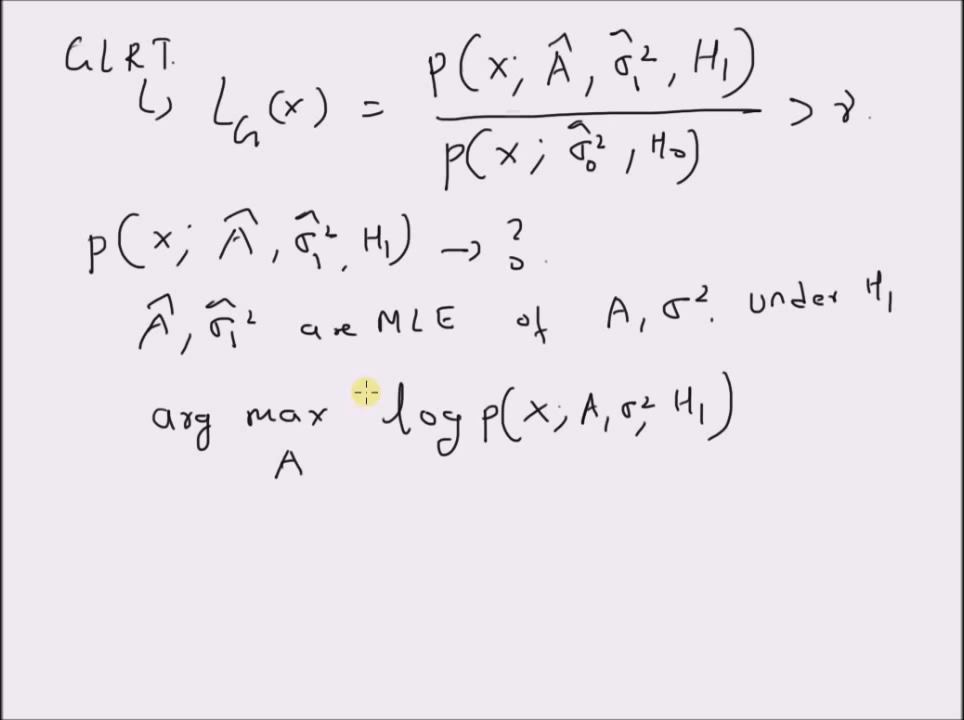 GLRT.
↳ L_G(x) = p(x; Â, σ̂₁², H₁) / p(x; σ̂₀², H₀) > γ.
p(x; Â, σ̂₁², H₁) → ?
Â, σ̂₁² are MLE of A, σ². under H₁
arg max log p(x; A, σ², H₁)
A